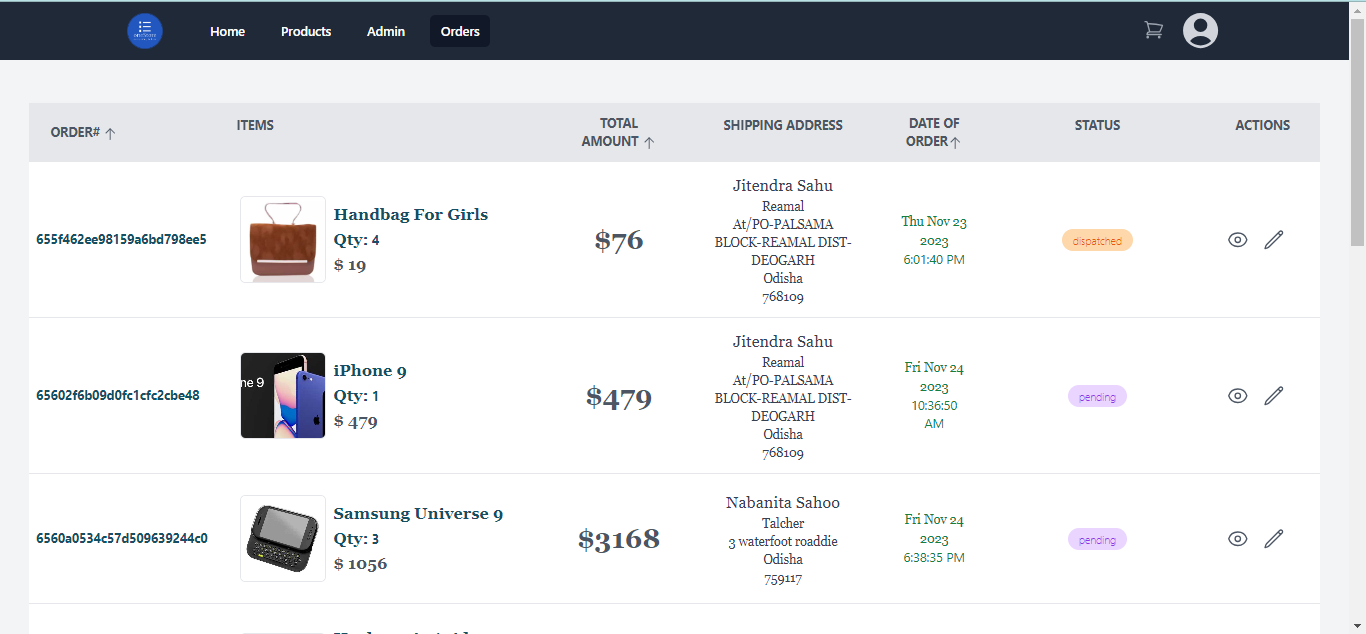 Home Products Admin Orders
ORDER# ITEMS TOTAL AMOUNT SHIPPING ADDRESS DATE OF ORDER STATUS ACTIONS
655f462ee98159a6bd798ee5
Handbag For Girls
Qty: 4
$ 19
$76
Jitendra Sahu
Reamal
At/PO-PALSAMA
BLOCK-REAMAL DIST-
DEOGARH
Odisha
768109
Thu Nov 23
2023
6:01:40 PM
dispatched
65602f6b09d0fc1cfc2cbe48
ne 9
iPhone 9
Qty: 1
$ 479
$479
Jitendra Sahu
Reamal
At/PO-PALSAMA
BLOCK-REAMAL DIST-
DEOGARH
Odisha
768109
Fri Nov 24
2023
10:36:50
AM
pending
6560a0534c57d509639244c0
Samsung Universe 9
Qty: 3
$ 1056
$3168
Nabanita Sahoo
Talcher
3 waterfoot roaddie
Odisha
759117
Fri Nov 24
2023
6:38:35 PM
pending